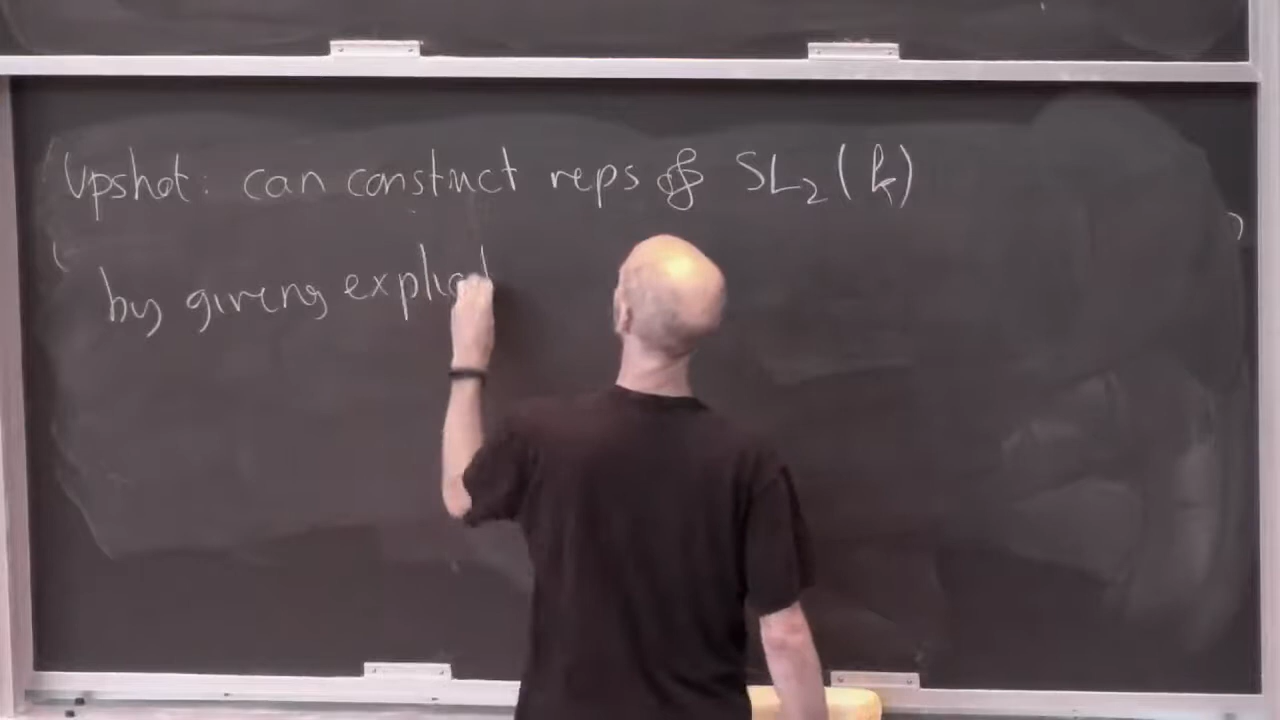 Upshot: can construct reps of SL₂(k)
by giving explicit